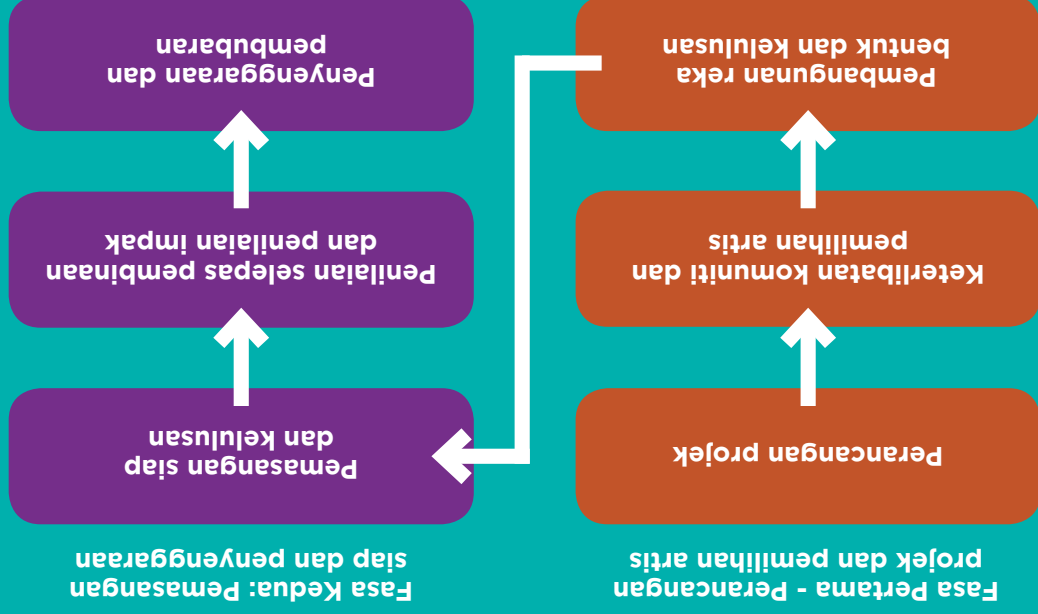 Fasa Pertama - Perancangan
projek dan pemilihan artis
Perancangan projek
Keterlibatan komuniti dan
pemilihan artis
Pembangunan reka
bentuk dan kelulusan
Fasa Kedua: Pemasangan
siap dan penyenggaraan
Pemasangan siap
dan kelulusan
Penilaian selepas pembinaan
dan penilaian impak
Penyenggaraan dan
pembubaran